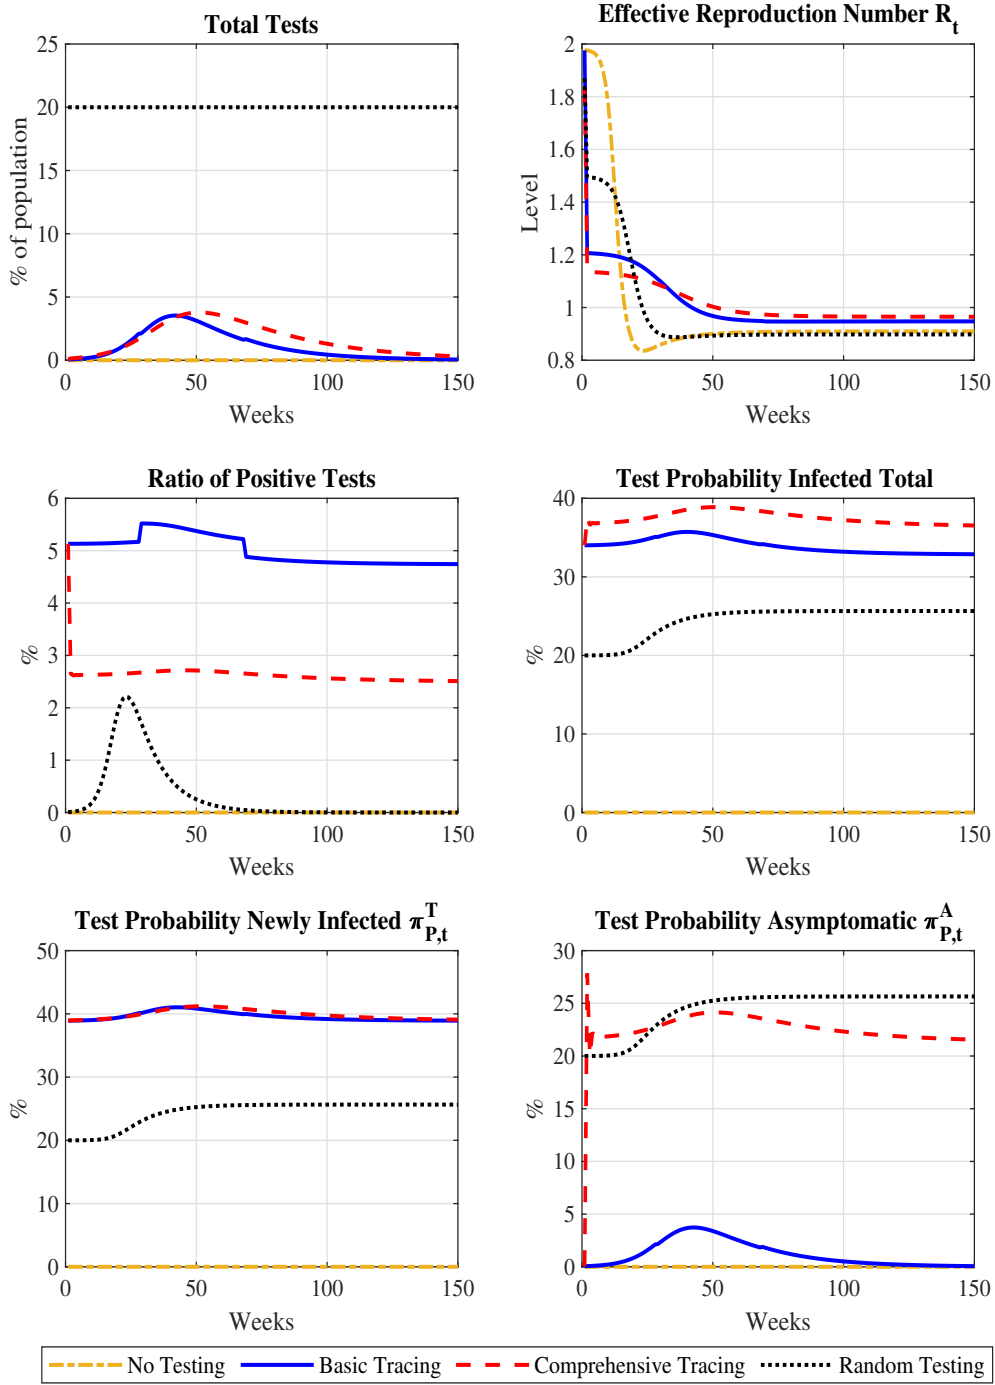 Total Tests
% of population
25
20
15
10
5
0
0 50 100 150
Weeks
Effective Reproduction Number R_t
Level
2
1.8
1.6
1.4
1.2
1
0.8
0 50 100 150
Weeks
Ratio of Positive Tests
%
6
5
4
3
2
1
0
0 50 100 150
Weeks
Test Probability Infected Total
%
40
30
20
10
0
0 50 100 150
Weeks
Test Probability Newly Infected π^T_P,t
%
50
40
30
20
10
0
0 50 100 150
Weeks
Test Probability Asymptomatic π^A_P,t
%
30
25
20
15
10
5
0
0 50 100 150
Weeks
No Testing Basic Tracing Comprehensive Tracing Random Testing